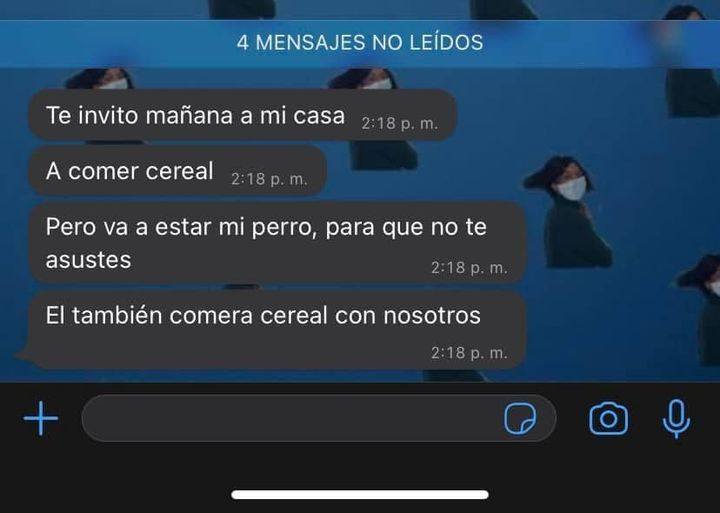 4 MENSAJES NO LEÍDOS
Te invito mañana a mi casa 2:18 p. m.
A comer cereal 2:18 p. m.
Pero va a estar mi perro, para que no te
asustes 2:18 p. m.
El también comera cereal con nosotros
2:18 p. m.